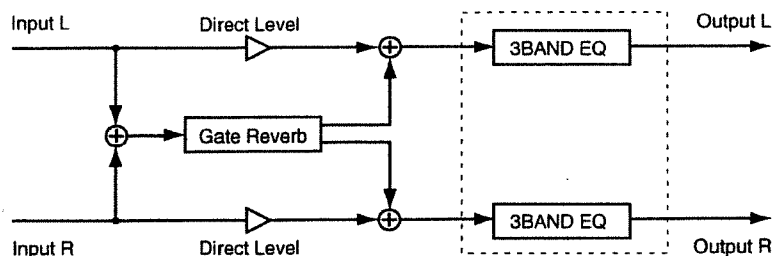 Input L
Direct Level
Output L
3BAND EQ
Gate Reverb
3BAND EQ
Input R
Direct Level
Output R